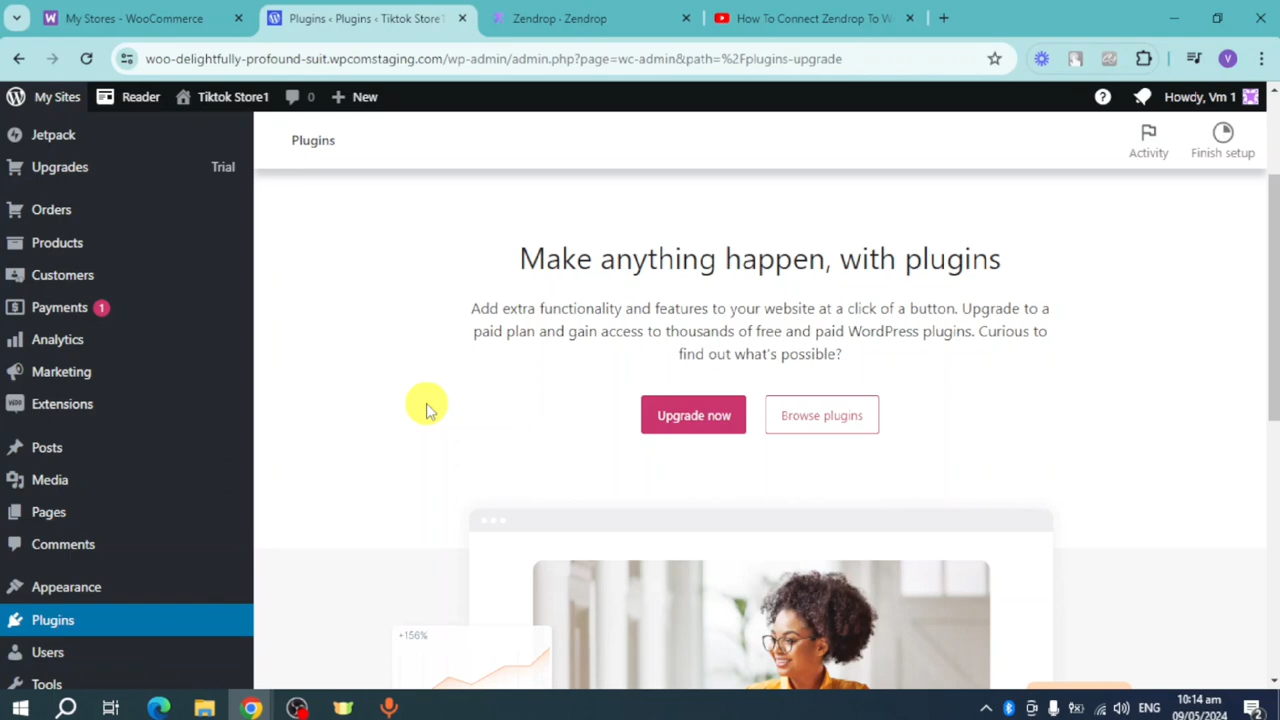 My Stores - WooCommerce
Plugins ‹ Plugins ‹ Tiktok Store1
Zendrop - Zendrop
How To Connect Zendrop To W
woo-delightfully-profound-suit.wpcomstaging.com/wp-admin/admin.php?page=wc-admin&path=%2Fplugins-upgrade
V
My Sites
Reader
Tiktok Store1
0
New
Howdy, Vm 1
Jetpack
Upgrades
Trial
Orders
Products
Customers
Payments 1
Analytics
Marketing
Extensions
Posts
Media
Pages
Comments
Appearance
Plugins
Users
Tools
Plugins
Activity
Finish setup
Make anything happen, with plugins
Add extra functionality and features to your website at a click of a button. Upgrade to a
paid plan and gain access to thousands of free and paid WordPress plugins. Curious to
find out what's possible?
Upgrade now
Browse plugins
+156%
ENG
10:14 am
09/05/2024
2